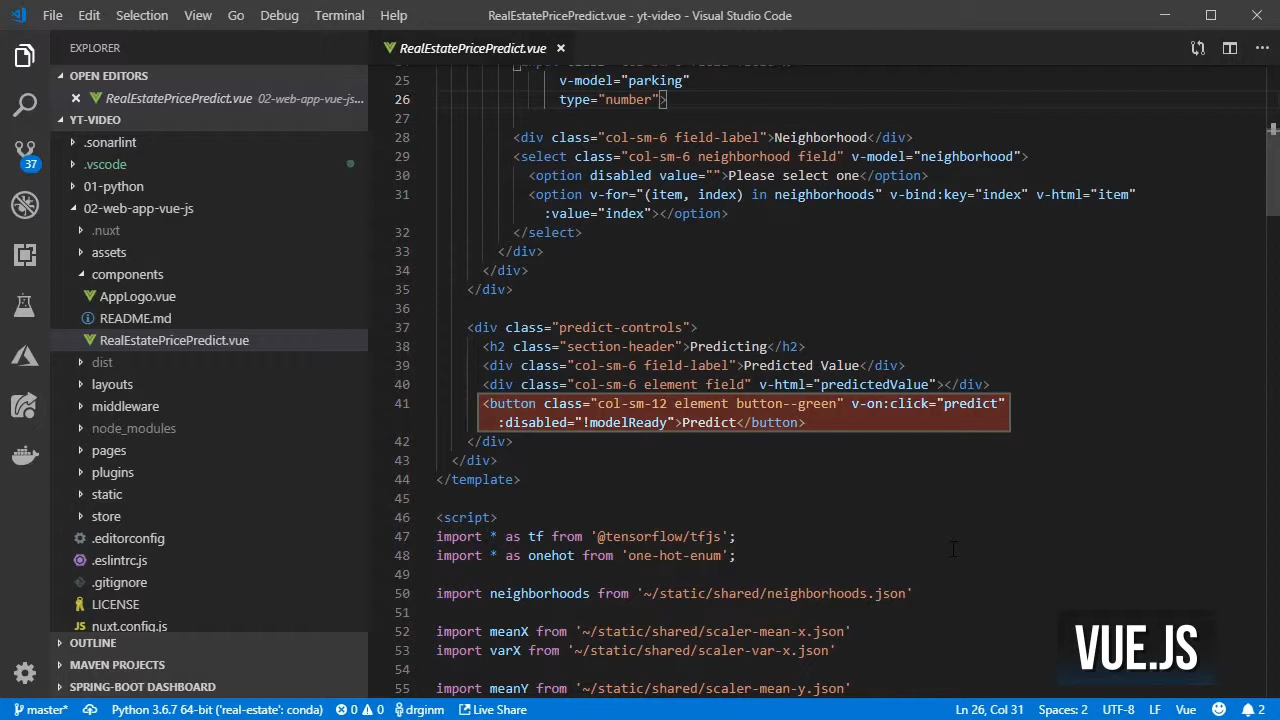 File Edit Selection View Go Debug Terminal Help
RealEstatePricePredict.vue - yt-video - Visual Studio Code
EXPLORER
OPEN EDITORS
RealEstatePricePredict.vue 02-web-app-vue-js...
YT-VIDEO
.sonarlint
.vscode
01-python
02-web-app-vue-js
.nuxt
assets
components
AppLogo.vue
README.md
RealEstatePricePredict.vue
dist
layouts
middleware
node_modules
pages
plugins
static
store
.editorconfig
.eslintrc.js
.gitignore
LICENSE
nuxt.config.js
OUTLINE
MAVEN PROJECTS
SPRING-BOOT DASHBOARD
37
RealEstatePricePredict.vue
25 v-model="parking"
26 type="number">
27
28 <div class="col-sm-6 field-label">Neighborhood</div>
29 <select class="col-sm-6 neighborhood field" v-model="neighborhood">
30 <option disabled value="">Please select one</option>
31 <option v-for="(item, index) in neighborhoods" v-bind:key="index" v-html="item"
:value="index"></option>
32 </select>
33 </div>
34 </div>
35 </div>
36
37 <div class="predict-controls">
38 <h2 class="section-header">Predicting</h2>
39 <div class="col-sm-6 field-label">Predicted Value</div>
40 <div class="col-sm-6 element field" v-html="predictedValue"></div>
41 <button class="col-sm-12 element button--green" v-on:click="predict"
:disabled="!modelReady">Predict</button>
42 </div>
43 </div>
44 </template>
45
46 <script>
47 import * as tf from '@tensorflow/tfjs';
48 import * as onehot from 'one-hot-enum';
49
50 import neighborhoods from '~/static/shared/neighborhoods.json'
51
52 import meanX from '~/static/shared/scaler-mean-x.json'
53 import varX from '~/static/shared/scaler-var-x.json'
54
55 import meanY from '~/static/shared/scaler-mean-y.json'
VUE.JS
master* Python 3.6.7 64-bit ('real-estate': conda) 0 0 drginm Live Share Ln 26, Col 31 Spaces: 2 UTF-8 LF Vue 2